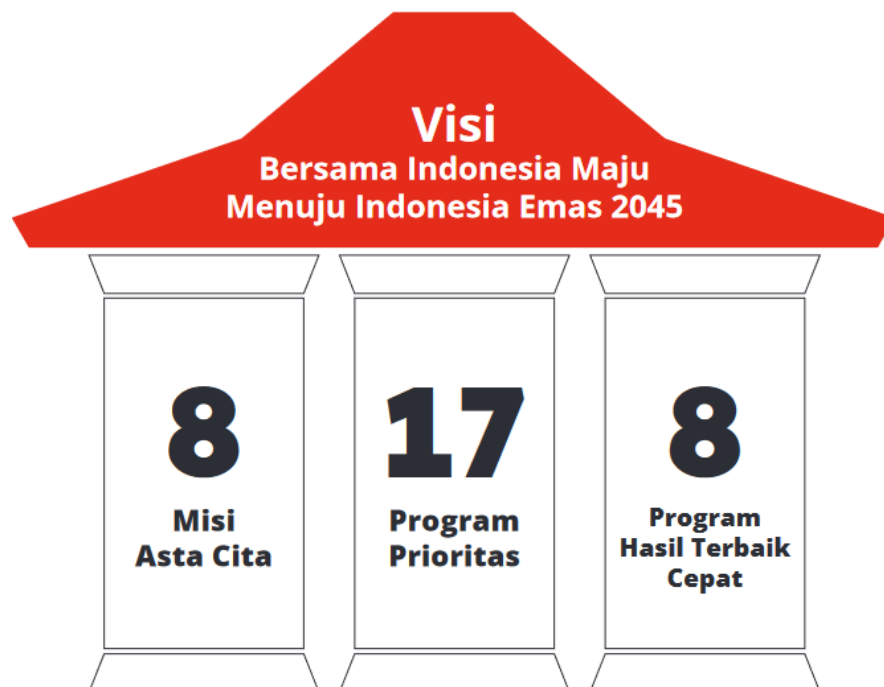 Visi
Bersama Indonesia Maju
Menuju Indonesia Emas 2045
8
Misi
Asta Cita
17
Program
Prioritas
8
Program
Hasil Terbaik
Cepat